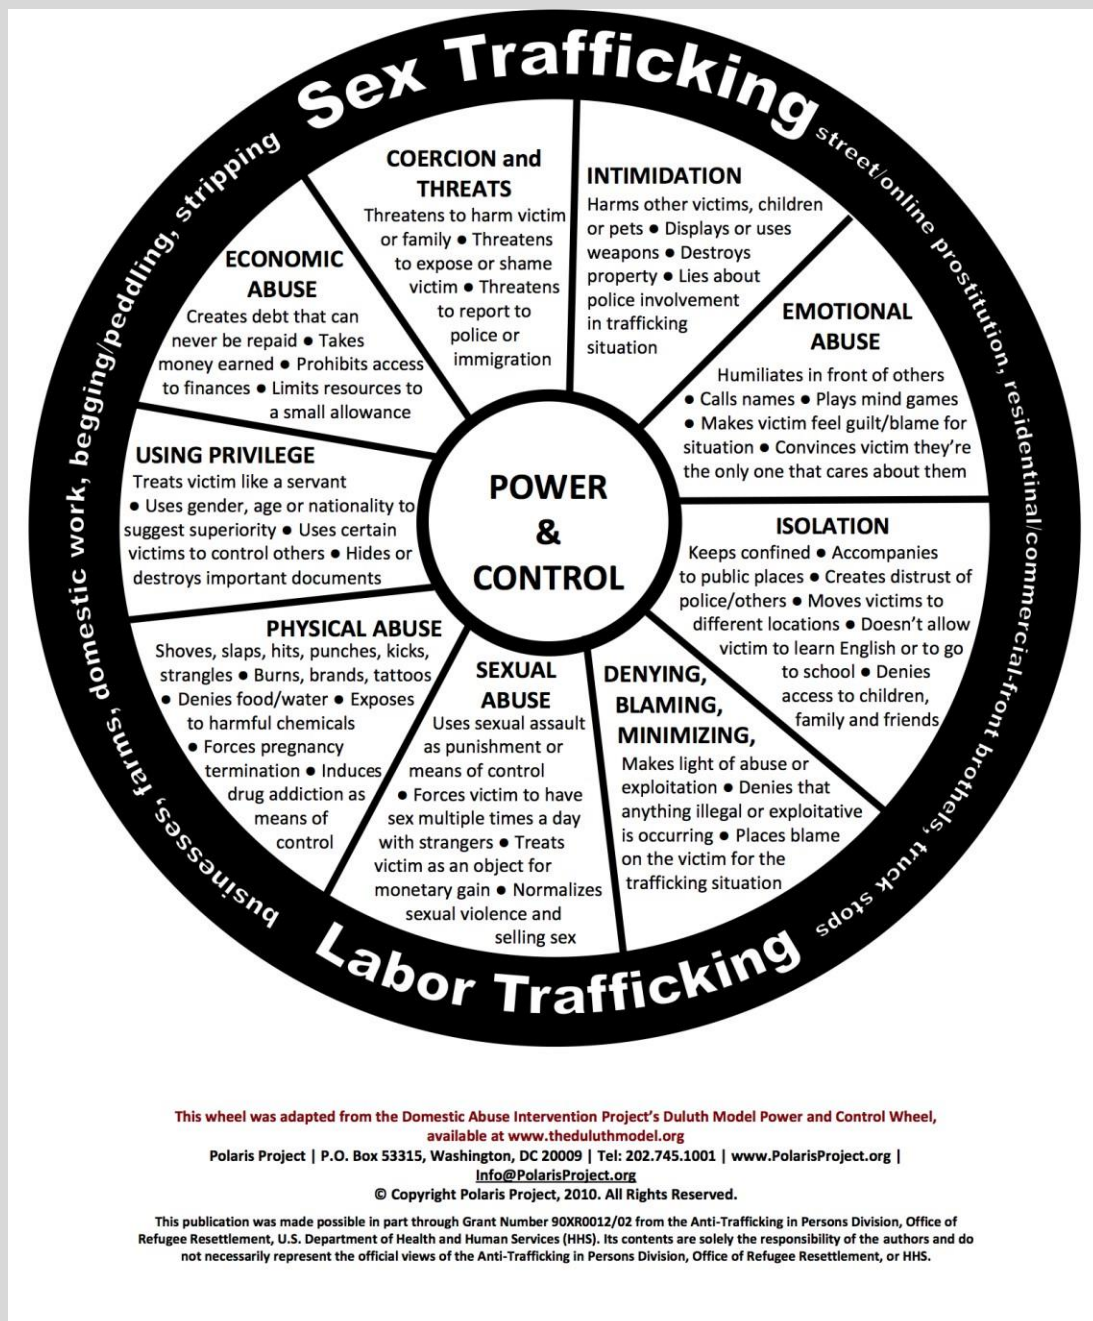 Sex Trafficking
street/online prostitution, residentinal/commercial-front brothels, truck stops
COERCION and
THREATS
Threatens to harm victim
or family ● Threatens
to expose or shame
victim ● Threatens
to report to
police or
immigration
INTIMIDATION
Harms other victims, children
or pets ● Displays or uses
weapons ● Destroys
property ● Lies about
police involvement
in trafficking
situation
EMOTIONAL
ABUSE
Humiliates in front of others
● Calls names ● Plays mind games
● Makes victim feel guilt/blame for
situation ● Convinces victim they're
the only one that cares about them
ISOLATION
Keeps confined ● Accompanies
to public places ● Creates distrust of
police/others ● Moves victims to
different locations ● Doesn't allow
victim to learn English or to go
to school ● Denies
access to children,
family and friends
DENYING,
BLAMING,
MINIMIZING,
Makes light of abuse or
exploitation ● Denies that
anything illegal or exploitative
is occurring ● Places blame
on the victim for the
trafficking situation
SEXUAL
ABUSE
Uses sexual assault
as punishment or
means of control
● Forces victim to have
sex multiple times a day
with strangers ● Treats
victim as an object for
monetary gain ● Normalizes
sexual violence and
selling sex
PHYSICAL ABUSE
Shoves, slaps, hits, punches, kicks,
strangles ● Burns, brands, tattoos
● Denies food/water ● Exposes
to harmful chemicals
● Forces pregnancy
termination ● Induces
drug addiction as
means of
control
USING PRIVILEGE
Treats victim like a servant
● Uses gender, age or nationality to
suggest superiority ● Uses certain
victims to control others ● Hides or
destroys important documents
ECONOMIC
ABUSE
Creates debt that can
never be repaid ● Takes
money earned ● Prohibits access
to finances ● Limits resources to
a small allowance
POWER
&
CONTROL
Labor Trafficking
businesses, farms, domestic work, begging/peddling, stripping
This wheel was adapted from the Domestic Abuse Intervention Project's Duluth Model Power and Control Wheel,
available at www.theduluthmodel.org
Polaris Project | P.O. Box 53315, Washington, DC 20009 | Tel: 202.745.1001 | www.PolarisProject.org |
Info@PolarisProject.org
© Copyright Polaris Project, 2010. All Rights Reserved.
This publication was made possible in part through Grant Number 90XR0012/02 from the Anti-Trafficking in Persons Division, Office of
Refugee Resettlement, U.S. Department of Health and Human Services (HHS). Its contents are solely the responsibility of the authors and do
not necessarily represent the official views of the Anti-Trafficking in Persons Division, Office of Refugee Resettlement, or HHS.